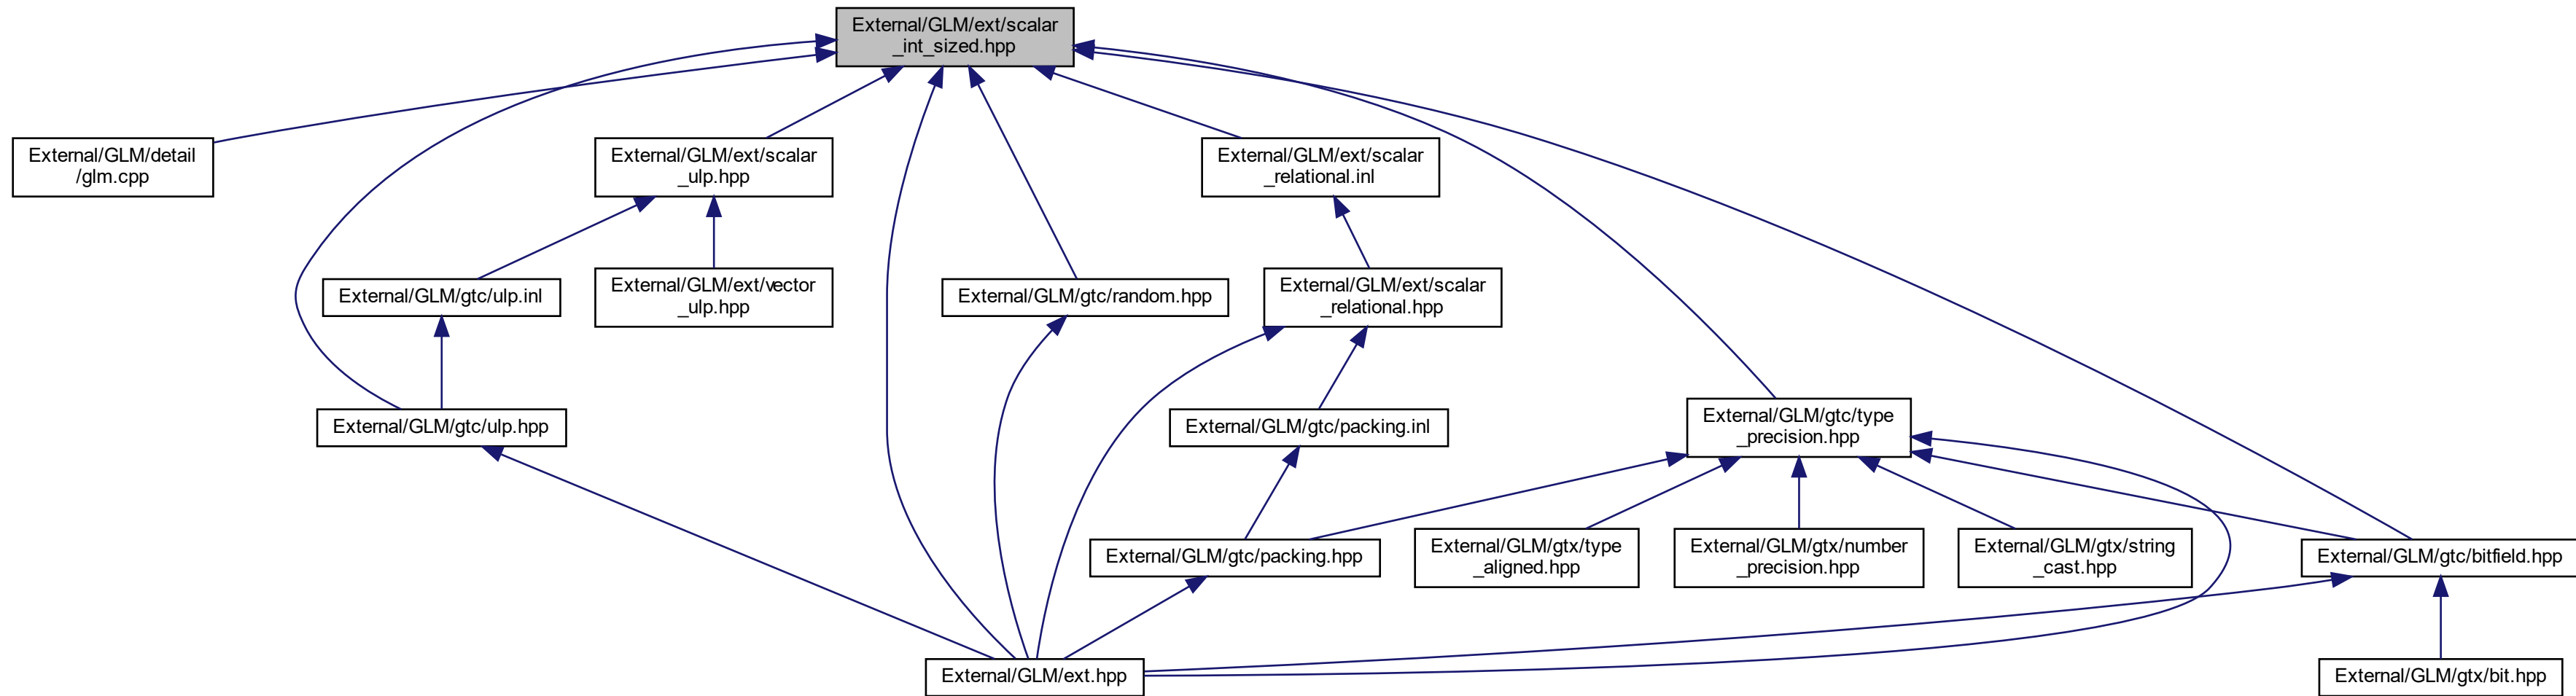 External/GLM/ext/scalar
_int_sized.hpp
External/GLM/detail
/glm.cpp
External/GLM/ext/scalar
_ulp.hpp
External/GLM/ext/scalar
_relational.inl
External/GLM/gtc/ulp.inl
External/GLM/ext/vector
_ulp.hpp
External/GLM/gtc/random.hpp
External/GLM/ext/scalar
_relational.hpp
External/GLM/gtc/ulp.hpp
External/GLM/gtc/packing.inl
External/GLM/gtc/type
_precision.hpp
External/GLM/gtc/packing.hpp
External/GLM/gtx/type
_aligned.hpp
External/GLM/gtx/number
_precision.hpp
External/GLM/gtx/string
_cast.hpp
External/GLM/gtc/bitfield.hpp
External/GLM/ext.hpp
External/GLM/gtx/bit.hpp